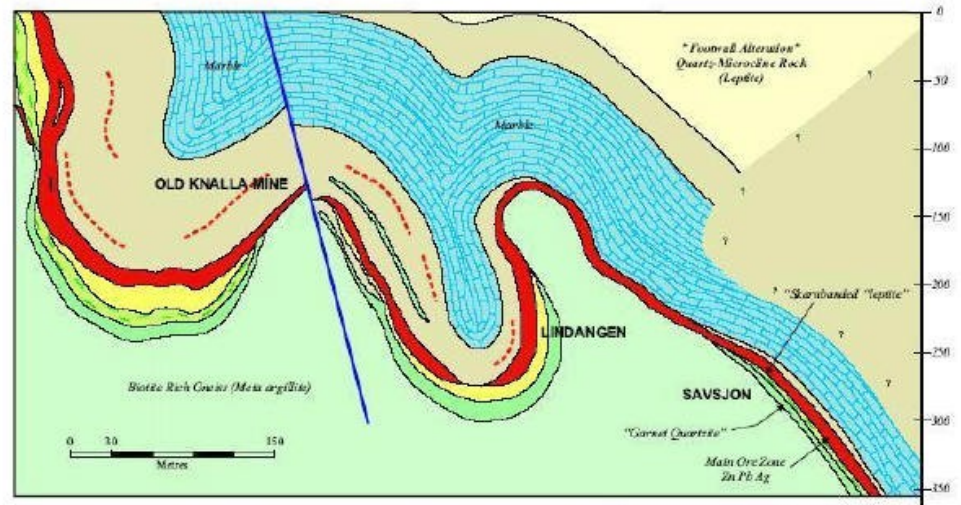 "Footwall Alteration"
Quartz-Microcline Rock
(Leptite)
Marble
Marble
OLD KNALLA MINE
LINDANGEN
"Skarnbanded "leptite"
Biotite Rich Gneiss (Meta argillite)
SAVSJON
"Garnet Quartzite"
Main Ore Zone
Zn Pb Ag
0 30 150
Metres
0
50
100
150
200
250
300
350
?
?
?
?
?
?
?